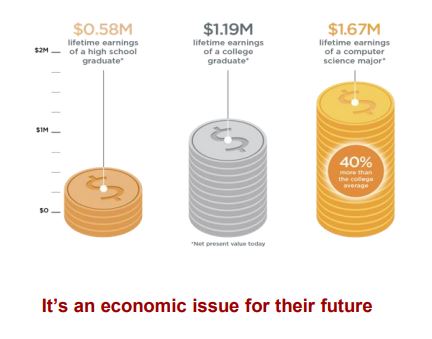 $0.58M
lifetime earnings
of a high school
graduate*
$1.19M
lifetime earnings
of a college
graduate*
$1.67M
lifetime earnings
of a computer
science major*
$2M
$1M
$0
$
$
$
40%
more than
the college
average
*Net present value today
It's an economic issue for their future